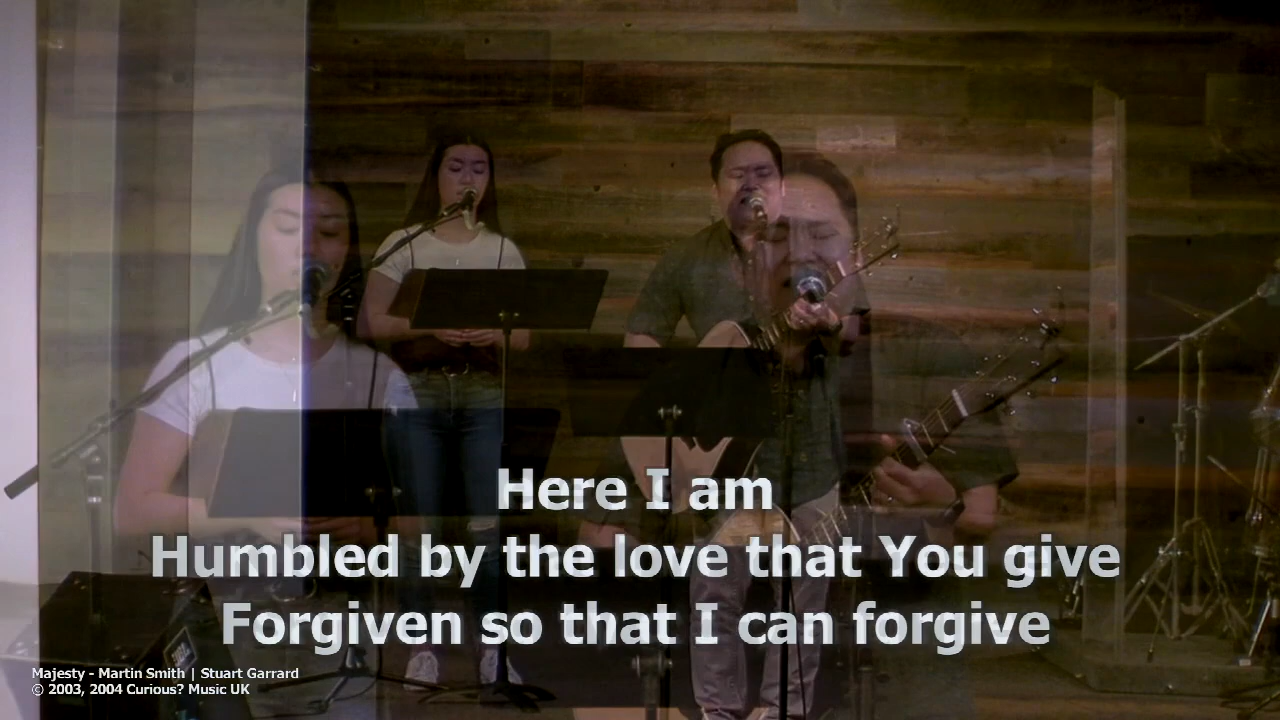 Here I am
Humbled by the love that You give
Forgiven so that I can forgive
Majesty - Martin Smith | Stuart Garrard
© 2003, 2004 Curious? Music UK